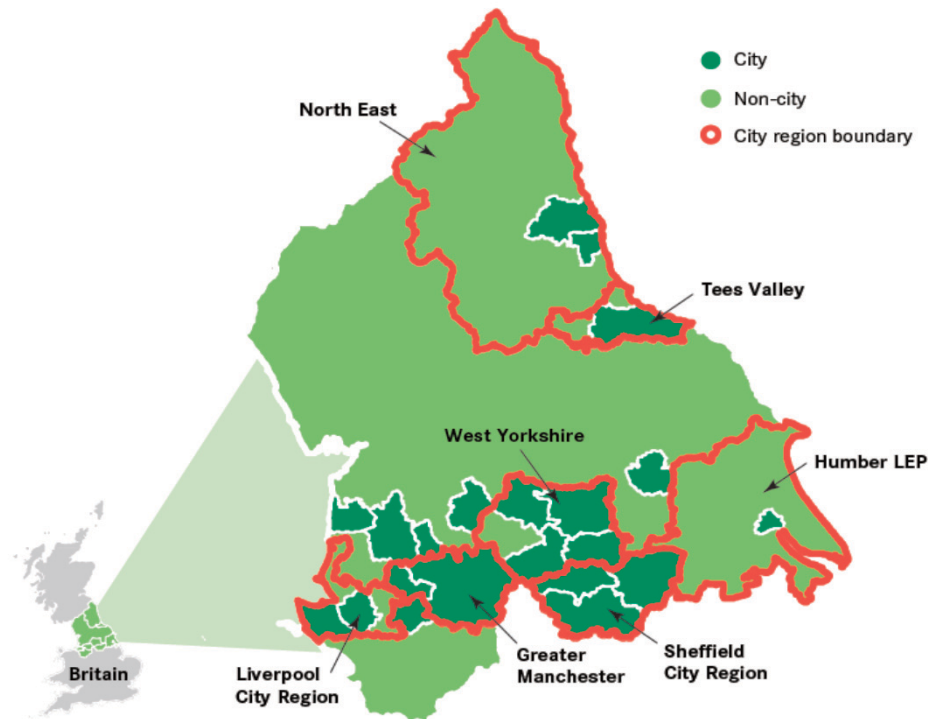 City
Non-city
City region boundary
North East
Tees Valley
West Yorkshire
Humber LEP
Britain
Liverpool
City Region
Greater
Manchester
Sheffield
City Region